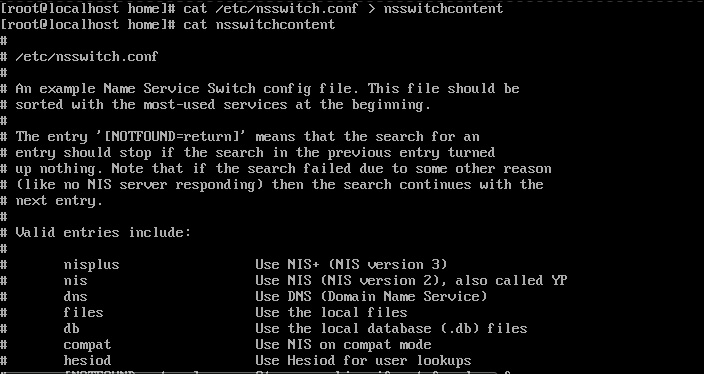 [root@localhost home]# cat /etc/nsswitch.conf > nsswitchcontent
[root@localhost home]# cat nsswitchcontent
#
# /etc/nsswitch.conf
#
# An example Name Service Switch config file. This file should be
# sorted with the most-used services at the beginning.
#
# The entry '[NOTFOUND=return]' means that the search for an
# entry should stop if the search in the previous entry turned
# up nothing. Note that if the search failed due to some other reason
# (like no NIS server responding) then the search continues with the
# next entry.
#
# Valid entries include:
#
#	nisplus			Use NIS+ (NIS version 3)
#	nis			Use NIS (NIS version 2), also called YP
#	dns			Use DNS (Domain Name Service)
#	files			Use the local files
#	db			Use the local database (.db) files
#	compat			Use NIS on compat mode
#	hesiod			Use Hesiod for user lookups